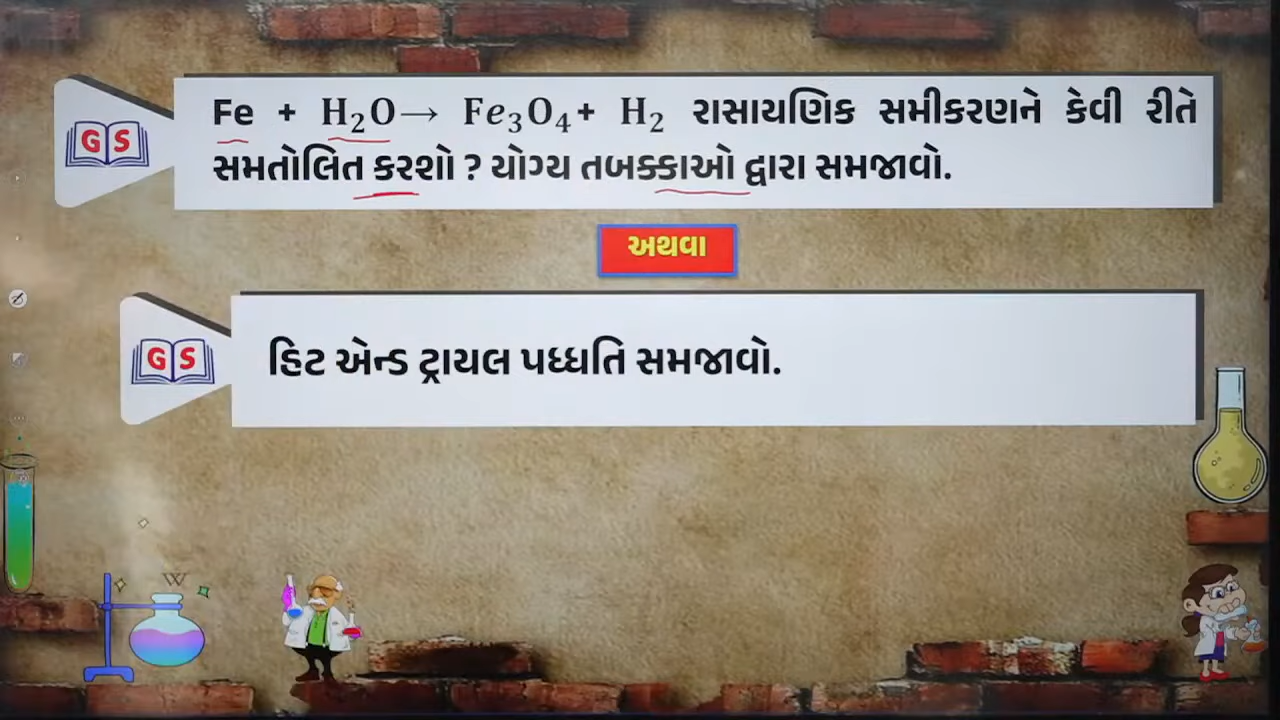 Fe + H₂O→ Fe₃O₄+ H₂ રાસાયણિક સમીકરણને કેવી રીતે
સમતોલિત કરશો ? યોગ્ય તબક્કાઓ દ્વારા સમજાવો.
GS
અથવા
હિટ એન્ડ ટ્રાયલ પધ્ધતિ સમજાવો.
GS
W